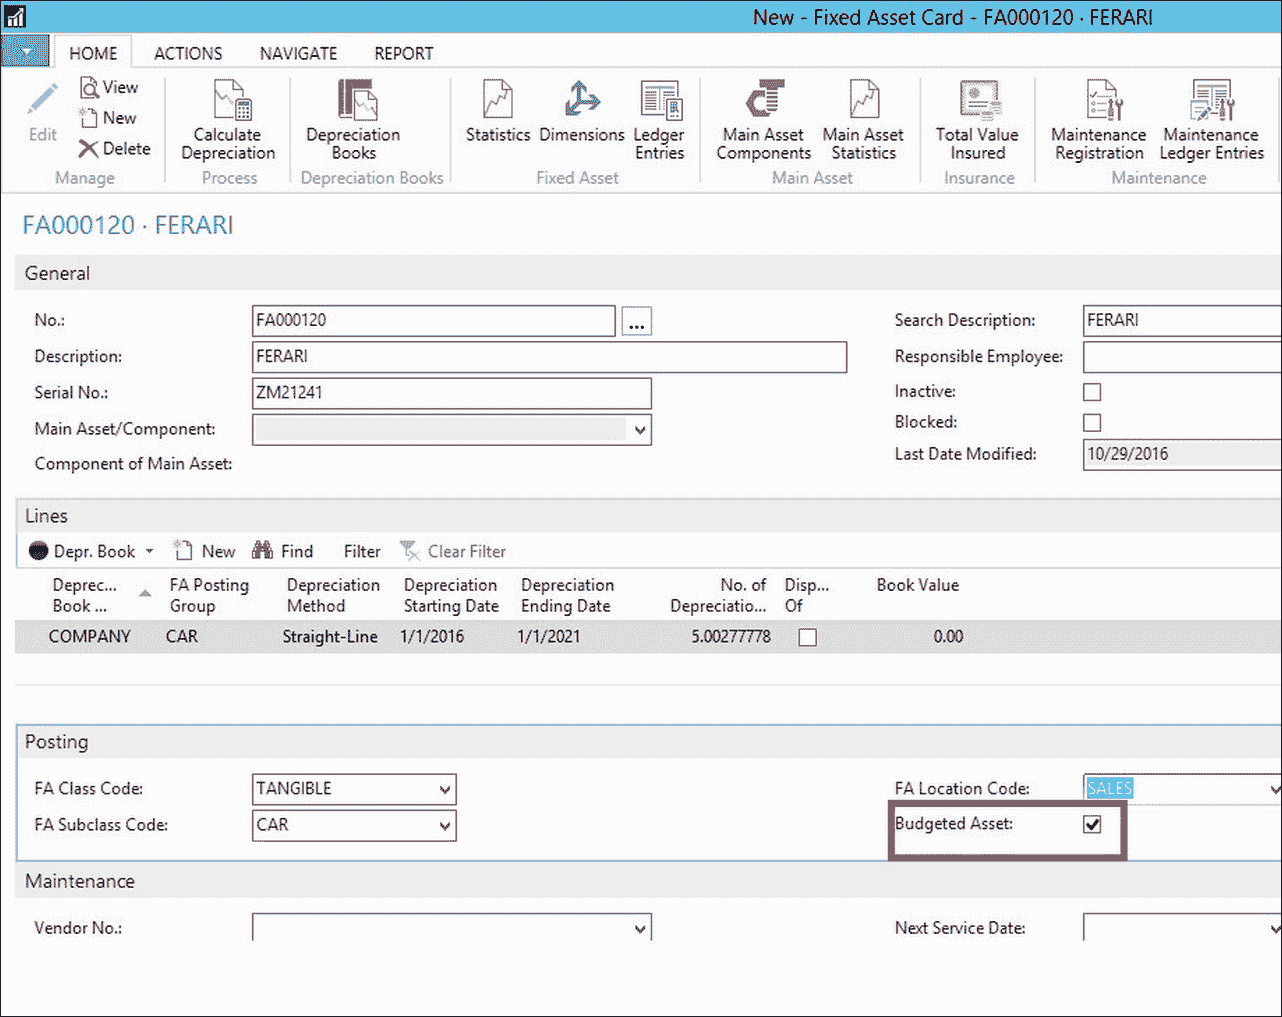 New - Fixed Asset Card - FA000120 · FERARI
HOME ACTIONS NAVIGATE REPORT
Edit
View
New
Delete
Manage
Calculate Depreciation
Process
Depreciation Books
Depreciation Books
Statistics
Dimensions
Ledger Entries
Fixed Asset
Main Asset Components
Main Asset Statistics
Main Asset
Total Value Insured
Insurance
Maintenance Registration
Maintenance Ledger Entries
Maintenance
FA000120 · FERARI
General
No.: FA000120 ...
Search Description: FERARI
Description: FERARI
Responsible Employee:
Serial No.: ZM21241
Inactive:
Main Asset/Component:
Blocked:
Component of Main Asset:
Last Date Modified: 10/29/2016
Lines
Depr. Book New Find Filter Clear Filter
Deprec... Book ... FA Posting Group Depreciation Method Depreciation Starting Date Depreciation Ending Date No. of Depreciatio... Disp... Of Book Value
COMPANY CAR Straight-Line 1/1/2016 1/1/2021 5.00277778 0.00
Posting
FA Class Code: TANGIBLE
FA Location Code: SALES
FA Subclass Code: CAR
Budgeted Asset:
Maintenance
Vendor No.:
Next Service Date: